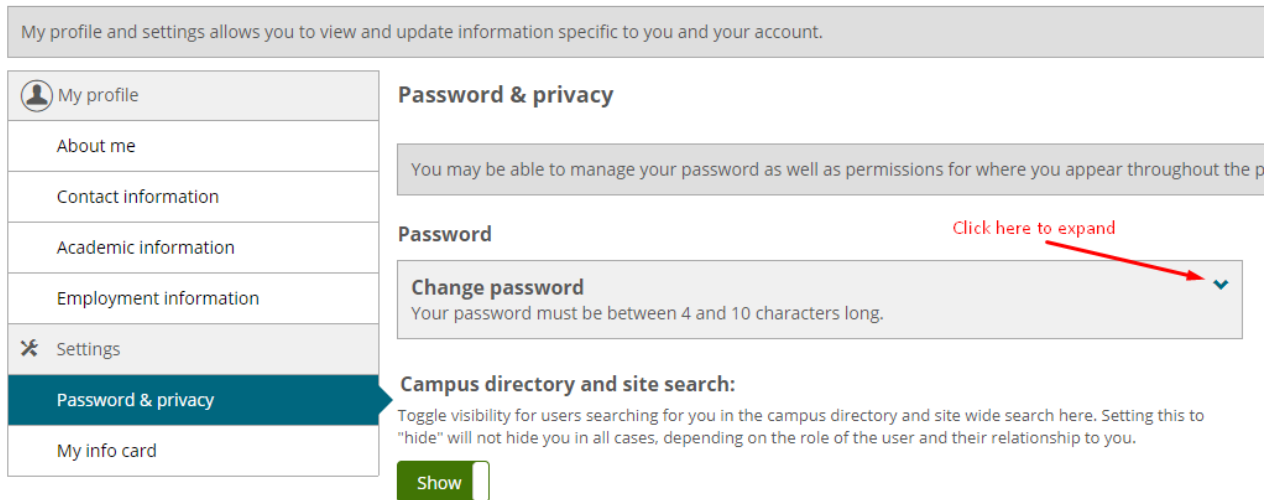 My profile and settings allows you to view and update information specific to you and your account.
My profile
About me
Contact information
Academic information
Employment information
Settings
Password & privacy
My info card
Password & privacy
You may be able to manage your password as well as permissions for where you appear throughout the p
Password
Click here to expand
Change password
Your password must be between 4 and 10 characters long.
Campus directory and site search:
Toggle visibility for users searching for you in the campus directory and site wide search here. Setting this to
"hide" will not hide you in all cases, depending on the role of the user and their relationship to you.
Show